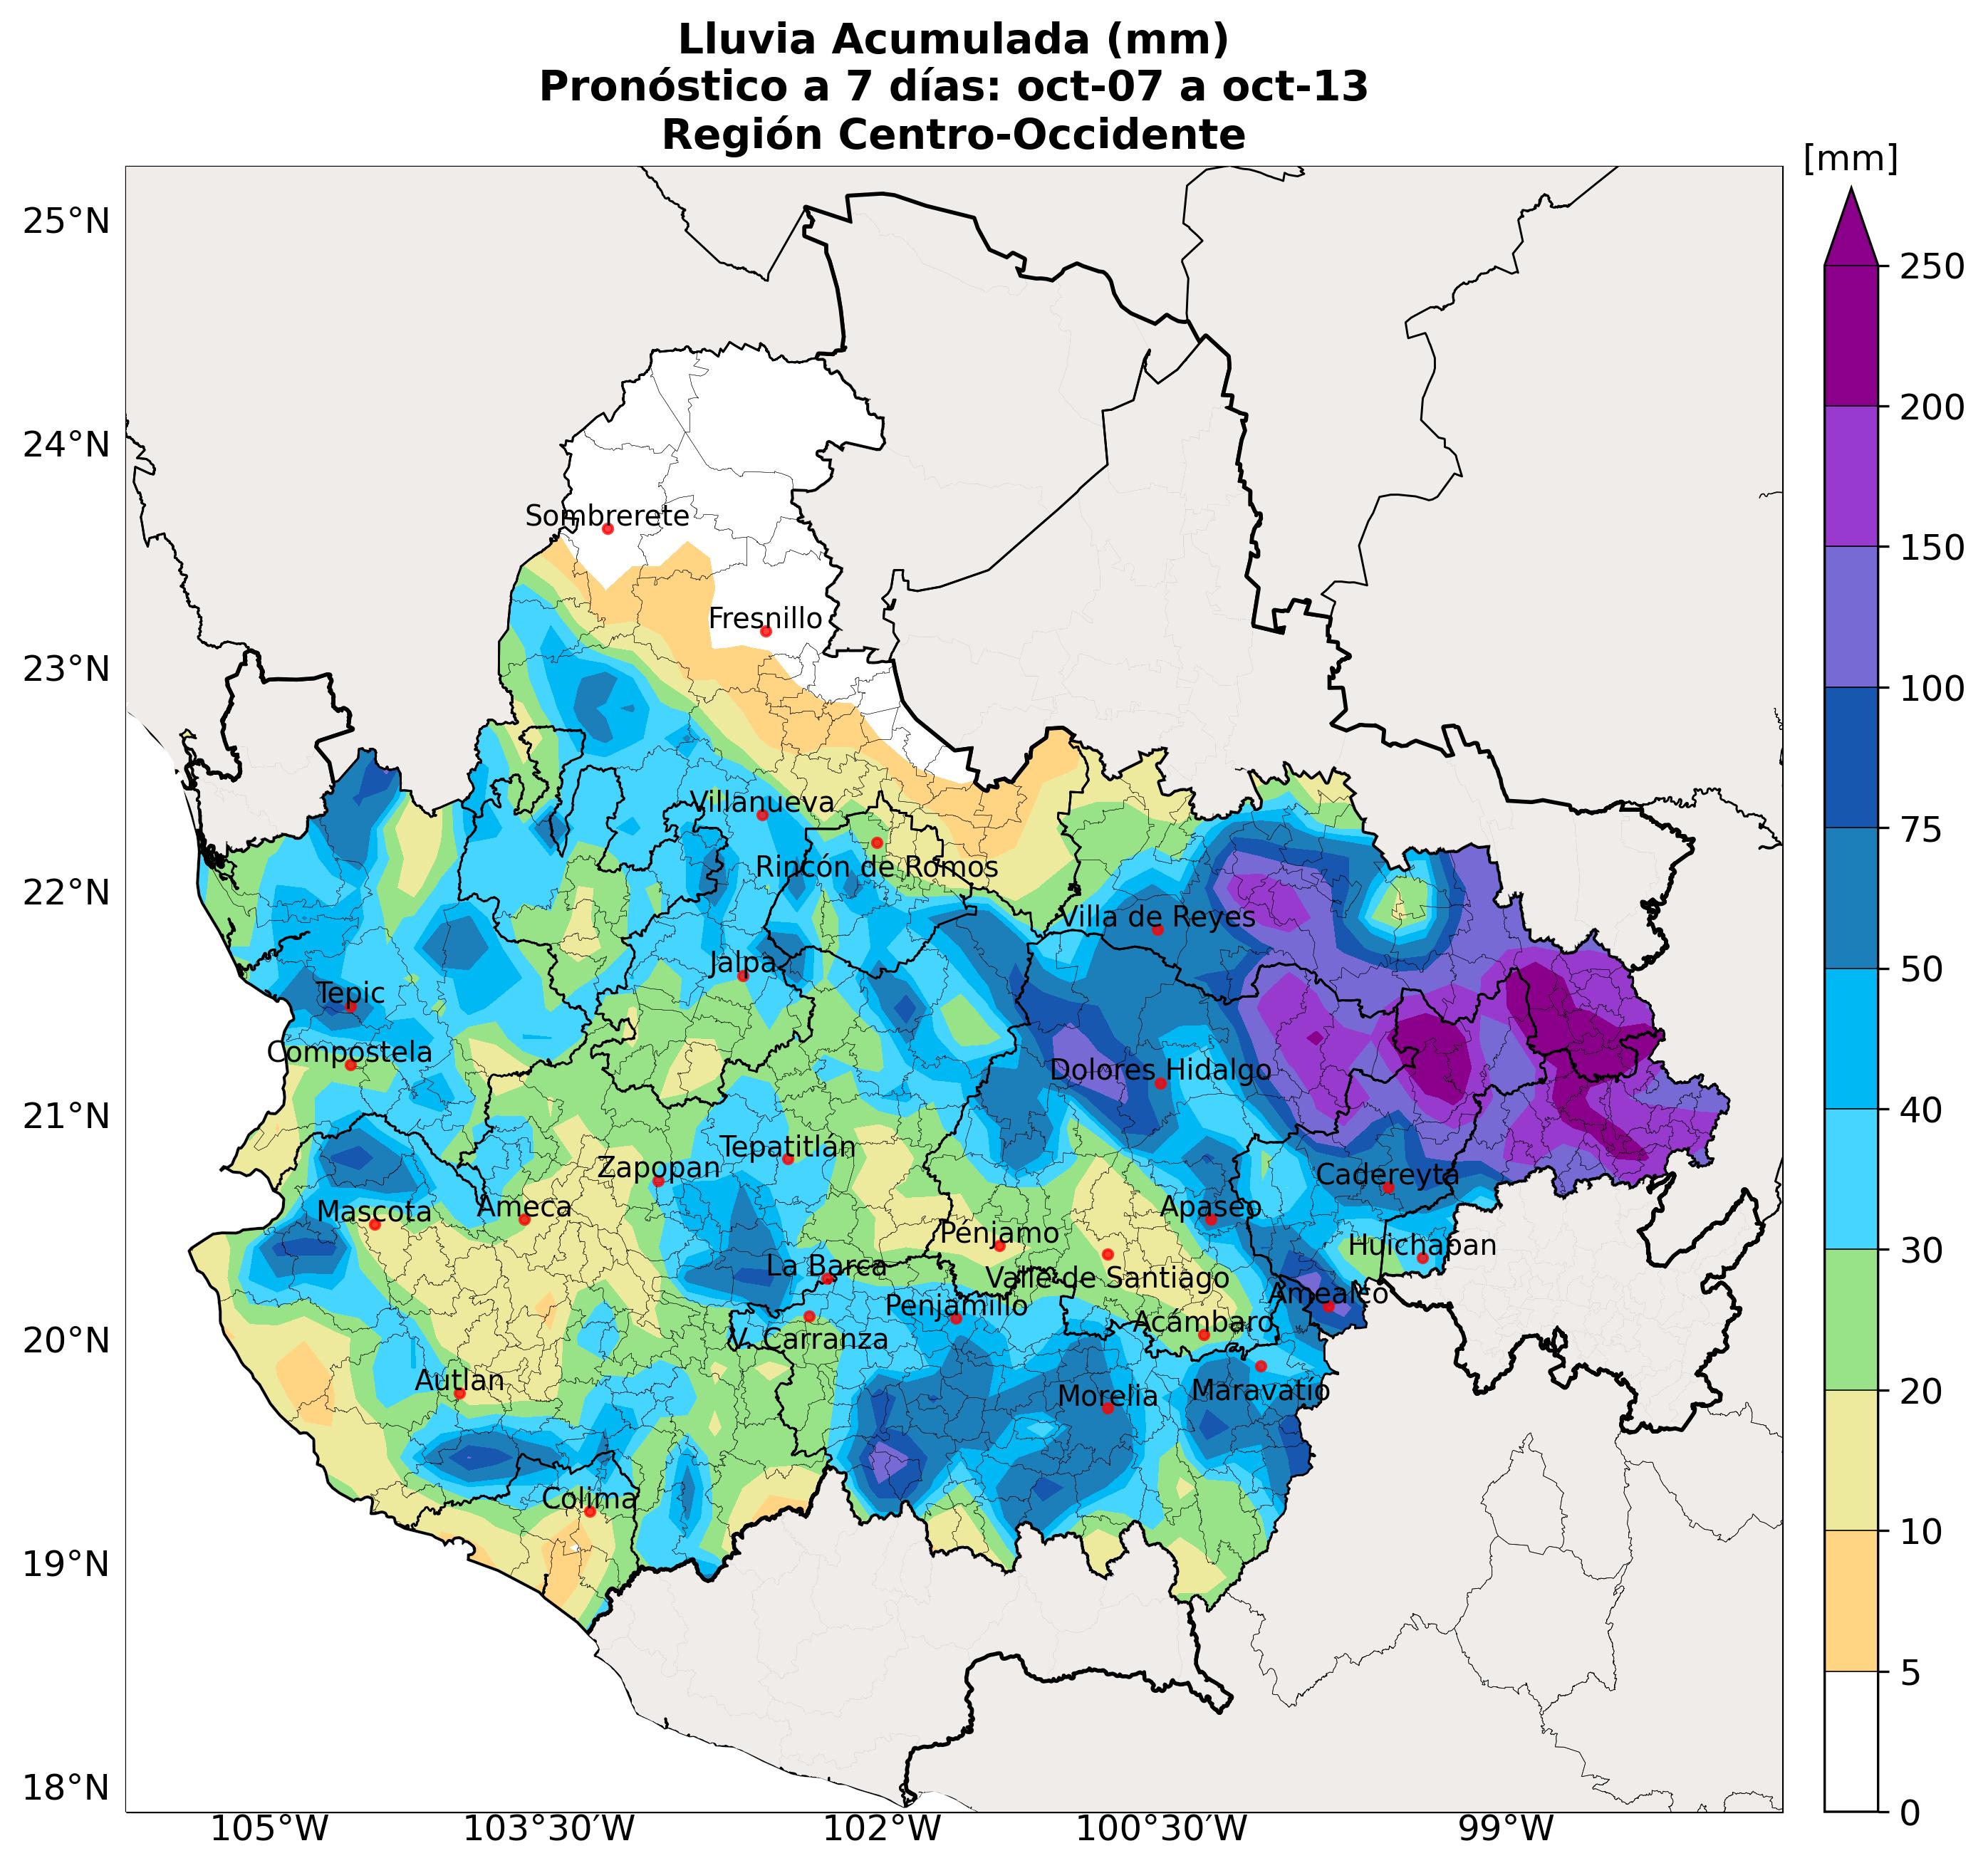 Lluvia Acumulada (mm)
Pronóstico a 7 días: oct-07 a oct-13
Región Centro-Occidente
[mm]
25°N
250
200
24°N
Sombrerete
150
Fresnillo
23°N
100
Villanueva
75
Rincón de Romos
22°N
Villa de Reyes
Jalpa
50
Tepic
Compostela
Dolores Hidalgo
21°N
40
Tepatitlán
Zapopan
Cadereyta
Mascota
Ameca
Apaseo
Pénjamo
Huichapan
30
La Barca
Valle de Santiago
Amealco
Penjamillo
Acámbaro
20°N
V. Carranza
Autlan
Morelia
Maravatío
20
Colima
10
19°N
5
18°N
0
105°W
103°30'W
102°W
100°30'W
99°W